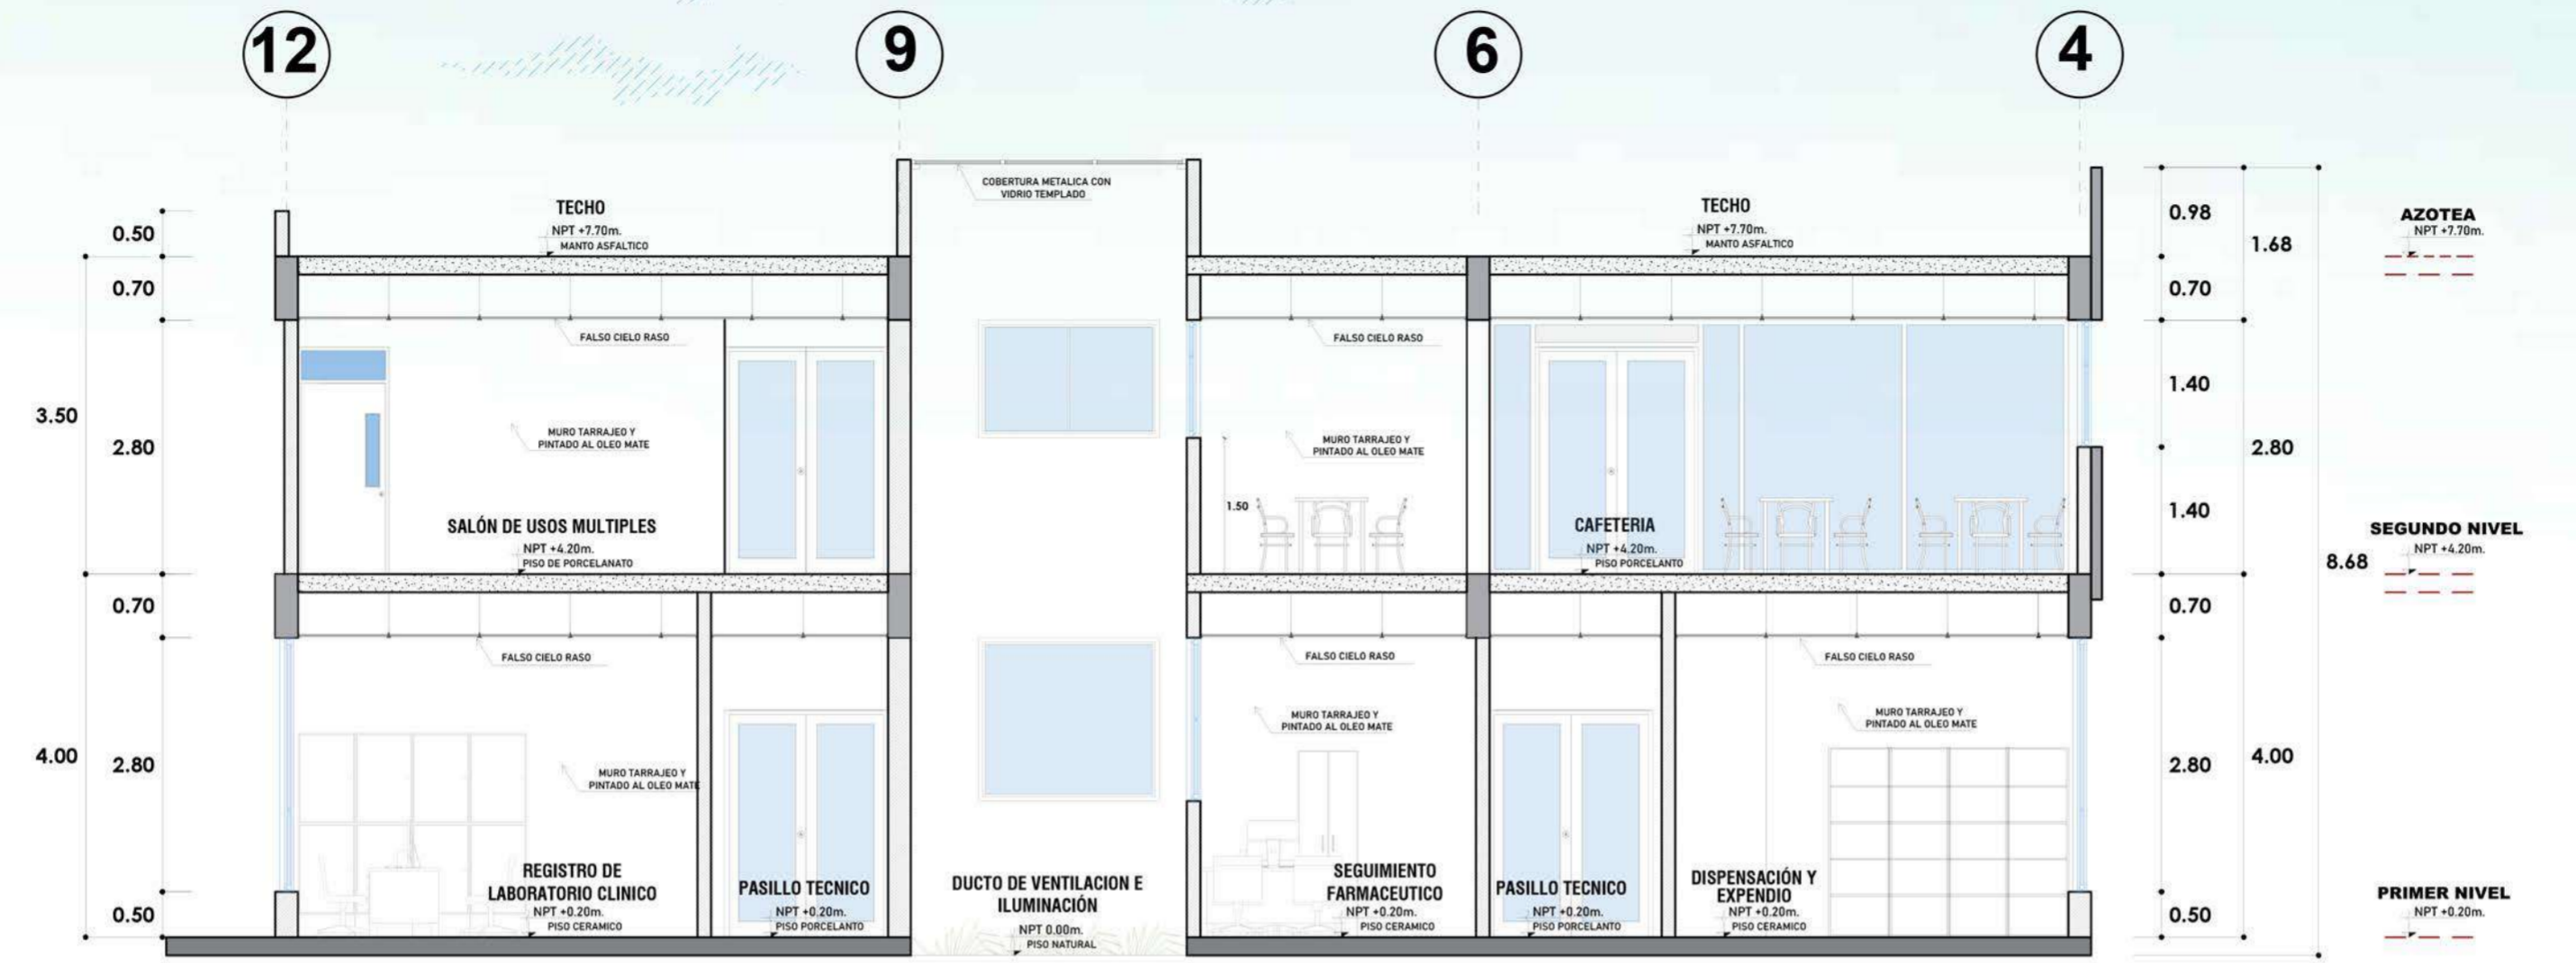 12
9
6
4
COBERTURA METALICA CON
VIDRIO TEMPLADO
TECHO
NPT +7.70m.
MANTO ASFALTICO
TECHO
NPT +7.70m.
MANTO ASFALTICO
0.50
0.70
3.50
2.80
0.70
4.00
2.80
0.50
FALSO CIELO RASO
MURO TARRAJEO Y
PINTADO AL OLEO MATE
SALÓN DE USOS MULTIPLES
NPT +4.20m.
PISO DE PORCELANATO
FALSO CIELO RASO
MURO TARRAJEO Y
PINTADO AL OLEO MATE
1.50
CAFETERIA
NPT +4.20m.
PISO PORCELANTO
FALSO CIELO RASO
MURO TARRAJEO Y
PINTADO AL OLEO MATE
REGISTRO DE
LABORATORIO CLINICO
NPT +0.20m.
PISO CERAMICO
PASILLO TECNICO
NPT +0.20m.
PISO PORCELANTO
DUCTO DE VENTILACION E
ILUMINACIÓN
NPT 0.00m.
PISO NATURAL
FALSO CIELO RASO
MURO TARRAJEO Y
PINTADO AL OLEO MATE
SEGUIMIENTO
FARMACEUTICO
NPT +0.20m.
PISO CERAMICO
PASILLO TECNICO
NPT +0.20m.
PISO PORCELANTO
FALSO CIELO RASO
MURO TARRAJEO Y
PINTADO AL OLEO MATE
DISPENSACIÓN Y
EXPENDIO
NPT +0.20m.
PISO CERAMICO
0.98
1.68
0.70
1.40
2.80
1.40
8.68
0.70
2.80
4.00
0.50
AZOTEA
NPT +7.70m.
SEGUNDO NIVEL
NPT +4.20m.
PRIMER NIVEL
NPT +0.20m.